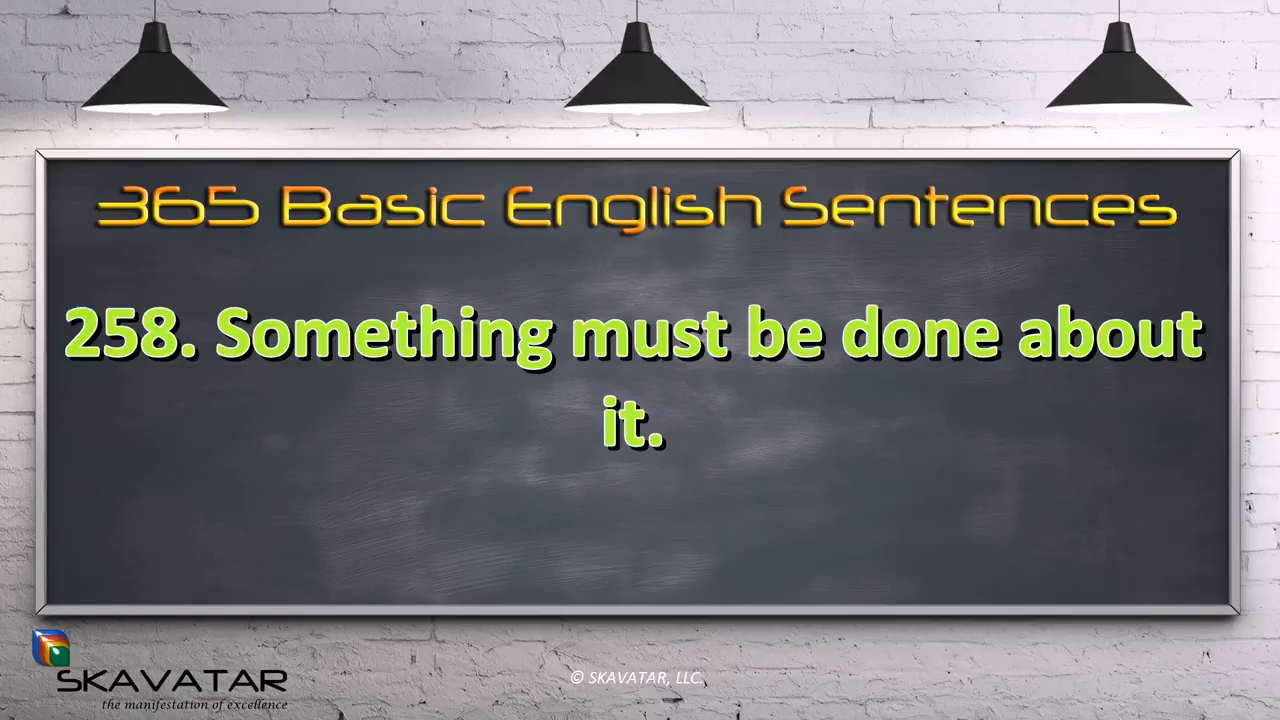 365 Basic English Sentences
258. Something must be done about
it.
SKAVATAR
the manifestation of excellence
© SKAVATAR, LLC.